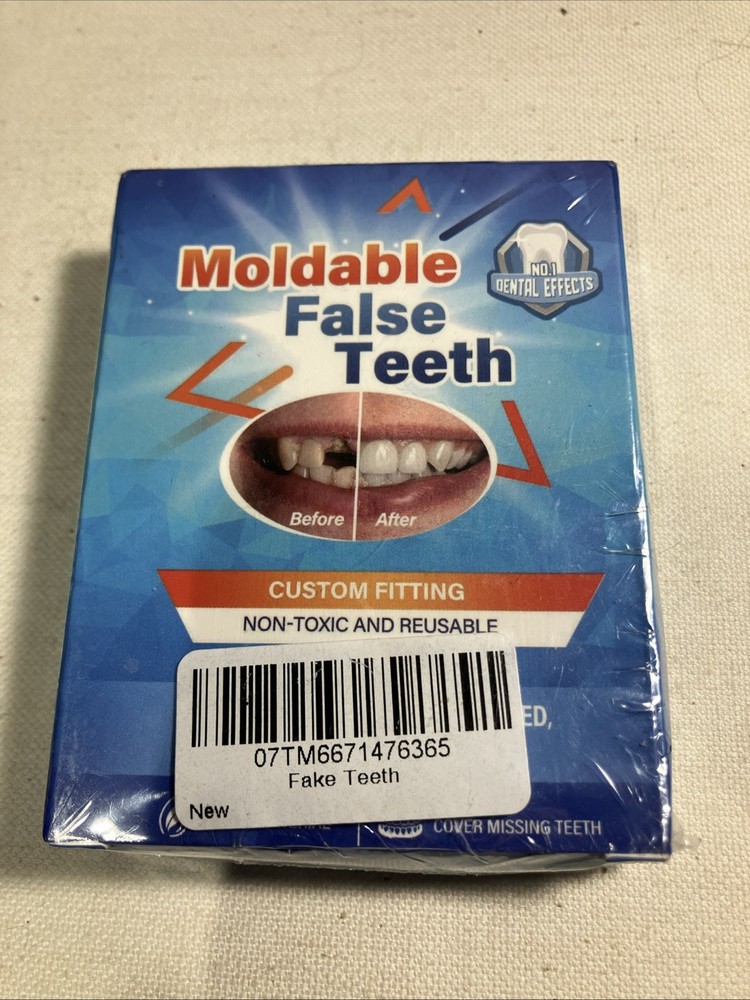 Moldable
False
Teeth
NO.1
DENTAL EFFECTS
Before
After
CUSTOM FITTING
NON-TOXIC AND REUSABLE
07TM6671476365
Fake Teeth
New
COVER MISSING TEETH